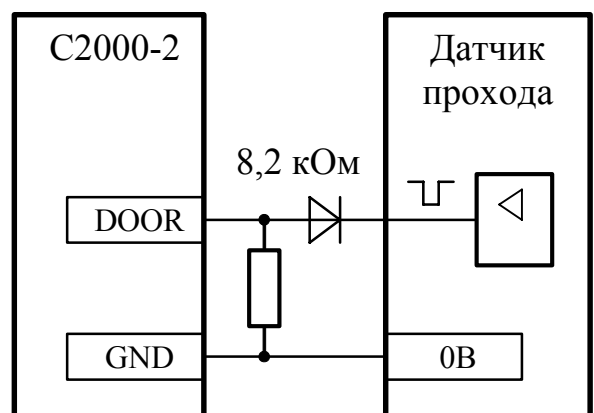 С2000-2
Датчик
прохода
8,2 кОм
DOOR
GND
0В